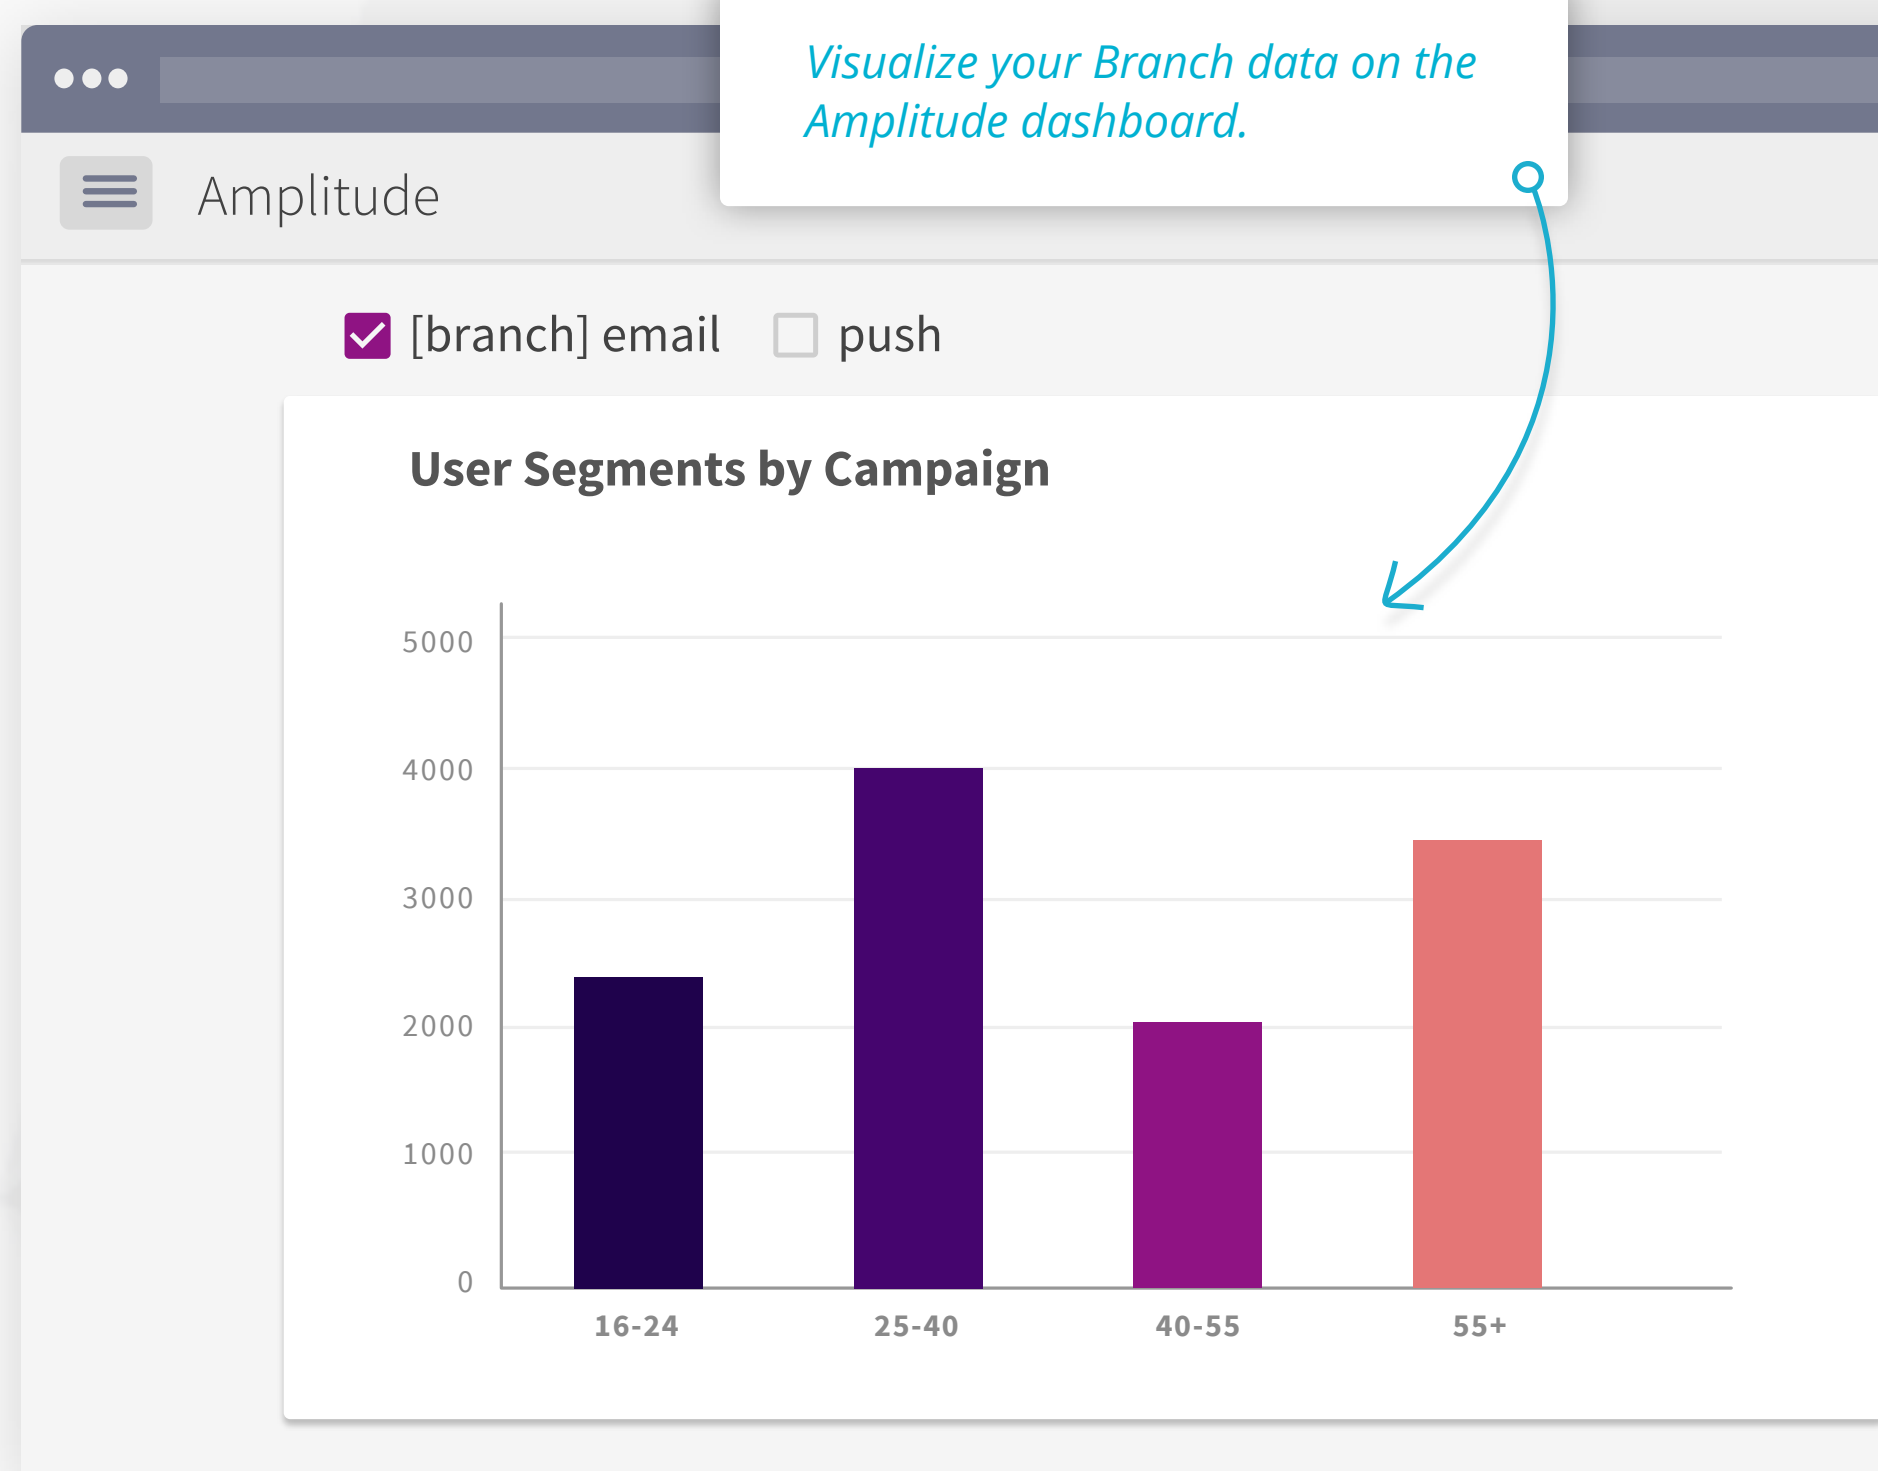 Visualize your Branch data on the
Amplitude dashboard.
Amplitude
[branch] email
push
User Segments by Campaign
5000
4000
3000
2000
1000
0
16-24
25-40
40-55
55+